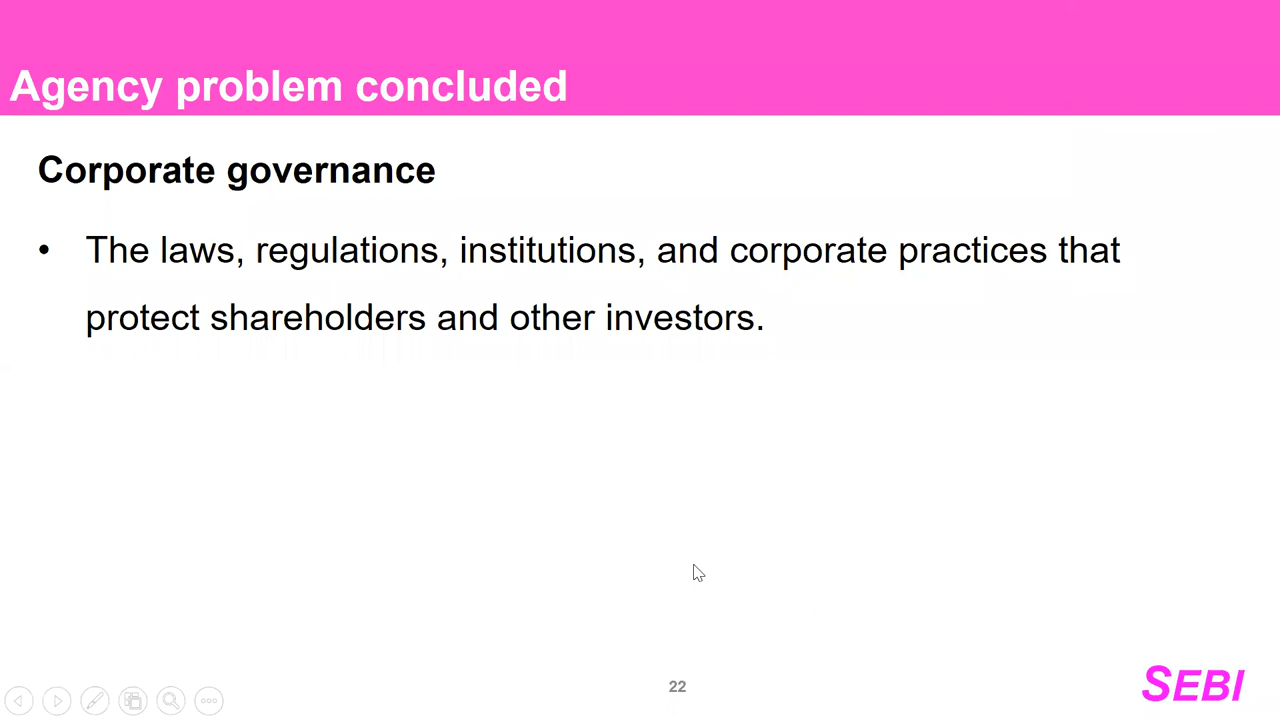 Agency problem concluded
Corporate governance
• The laws, regulations, institutions, and corporate practices that
protect shareholders and other investors.
22
SEBI